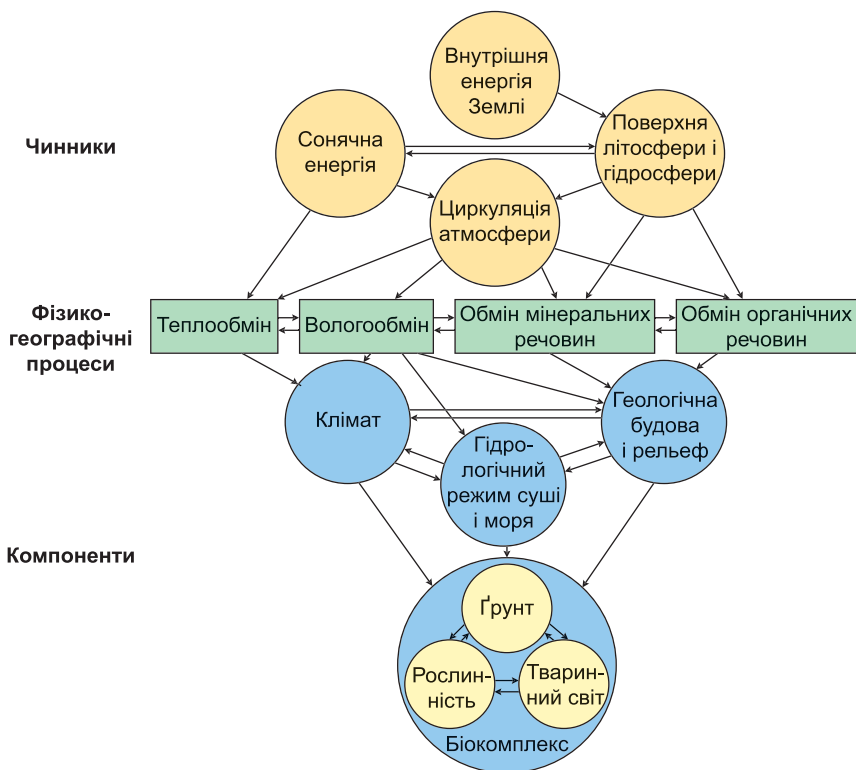 Внутрішня
енергія
Землі
Чинники
Сонячна
енергія
Поверхня
літосфери і
гідросфери
Циркуляція
атмосфери
Фізико-
географічні
процеси
Теплообмін
Вологообмін
Обмін мінеральних
речовин
Обмін органічних
речовин
Клімат
Гідро-
логічний
режим суші
і моря
Геологічна
будова
і рельеф
Компоненти
Ґрунт
Рослин-
ність
Тварин-
ний світ
Біокомплекс